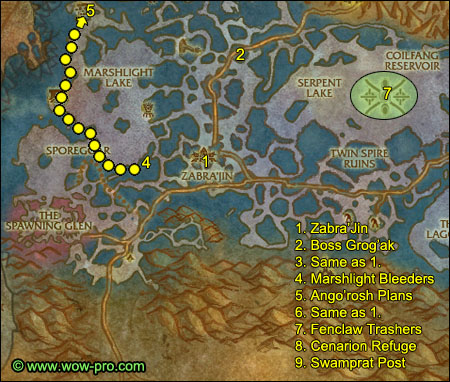 5
2
COILFANG
RESERVOIR
MARSHLIGHT
LAKE
SERPENT
LAKE
7
SPOREGGAR
4
1
ZABRA'JIN
TWIN SPIRE
RUINS
THE
SPAWNING GLEN
THE
LAG
1. Zabra'Jin
2. Boss Grog'ak
3. Same as 1.
4. Marshlight Bleeders
5. Ango'rosh Plans
6. Same as 1.
7. Fenclaw Trashers
8. Cenarion Refuge
9. Swamprat Post
© www.wow-pro.com